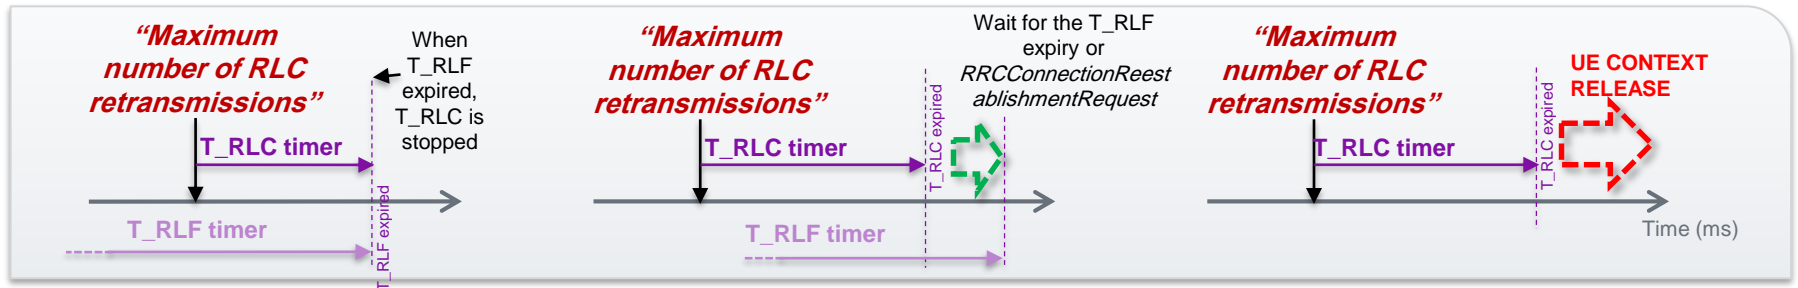 “Maximum
number of RLC
retransmissions”
When
T_RLF
expired,
T_RLC is
stopped
T_RLC timer
T_RLF timer
T_RLF expired
“Maximum
number of RLC
retransmissions”
Wait for the T_RLF
expiry or
RRCConnectionReest
ablishmentRequest
T_RLC timer
T_RLC expired
T_RLF timer
“Maximum
number of RLC
retransmissions”
UE CONTEXT
RELEASE
T_RLC timer
T_RLC expired
Time (ms)